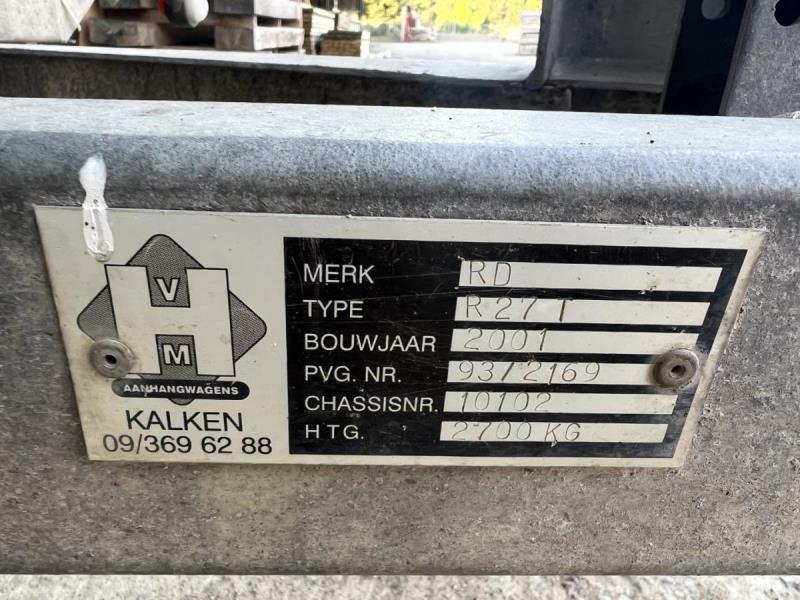 V
H
M
AANHANGWAGENS
KALKEN
09/369 62 88
MERK RD
TYPE R 27 T
BOUWJAAR 2001
PVG. NR. 93/2169
CHASSISNR. 10102
HTG. 2700 KG